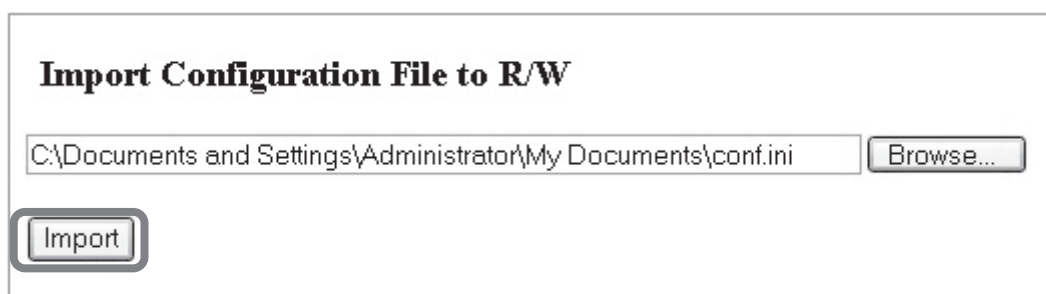 Import Configuration File to R/W
C:\Documents and Settings\Administrator\My Documents\conf.ini Browse...
Import